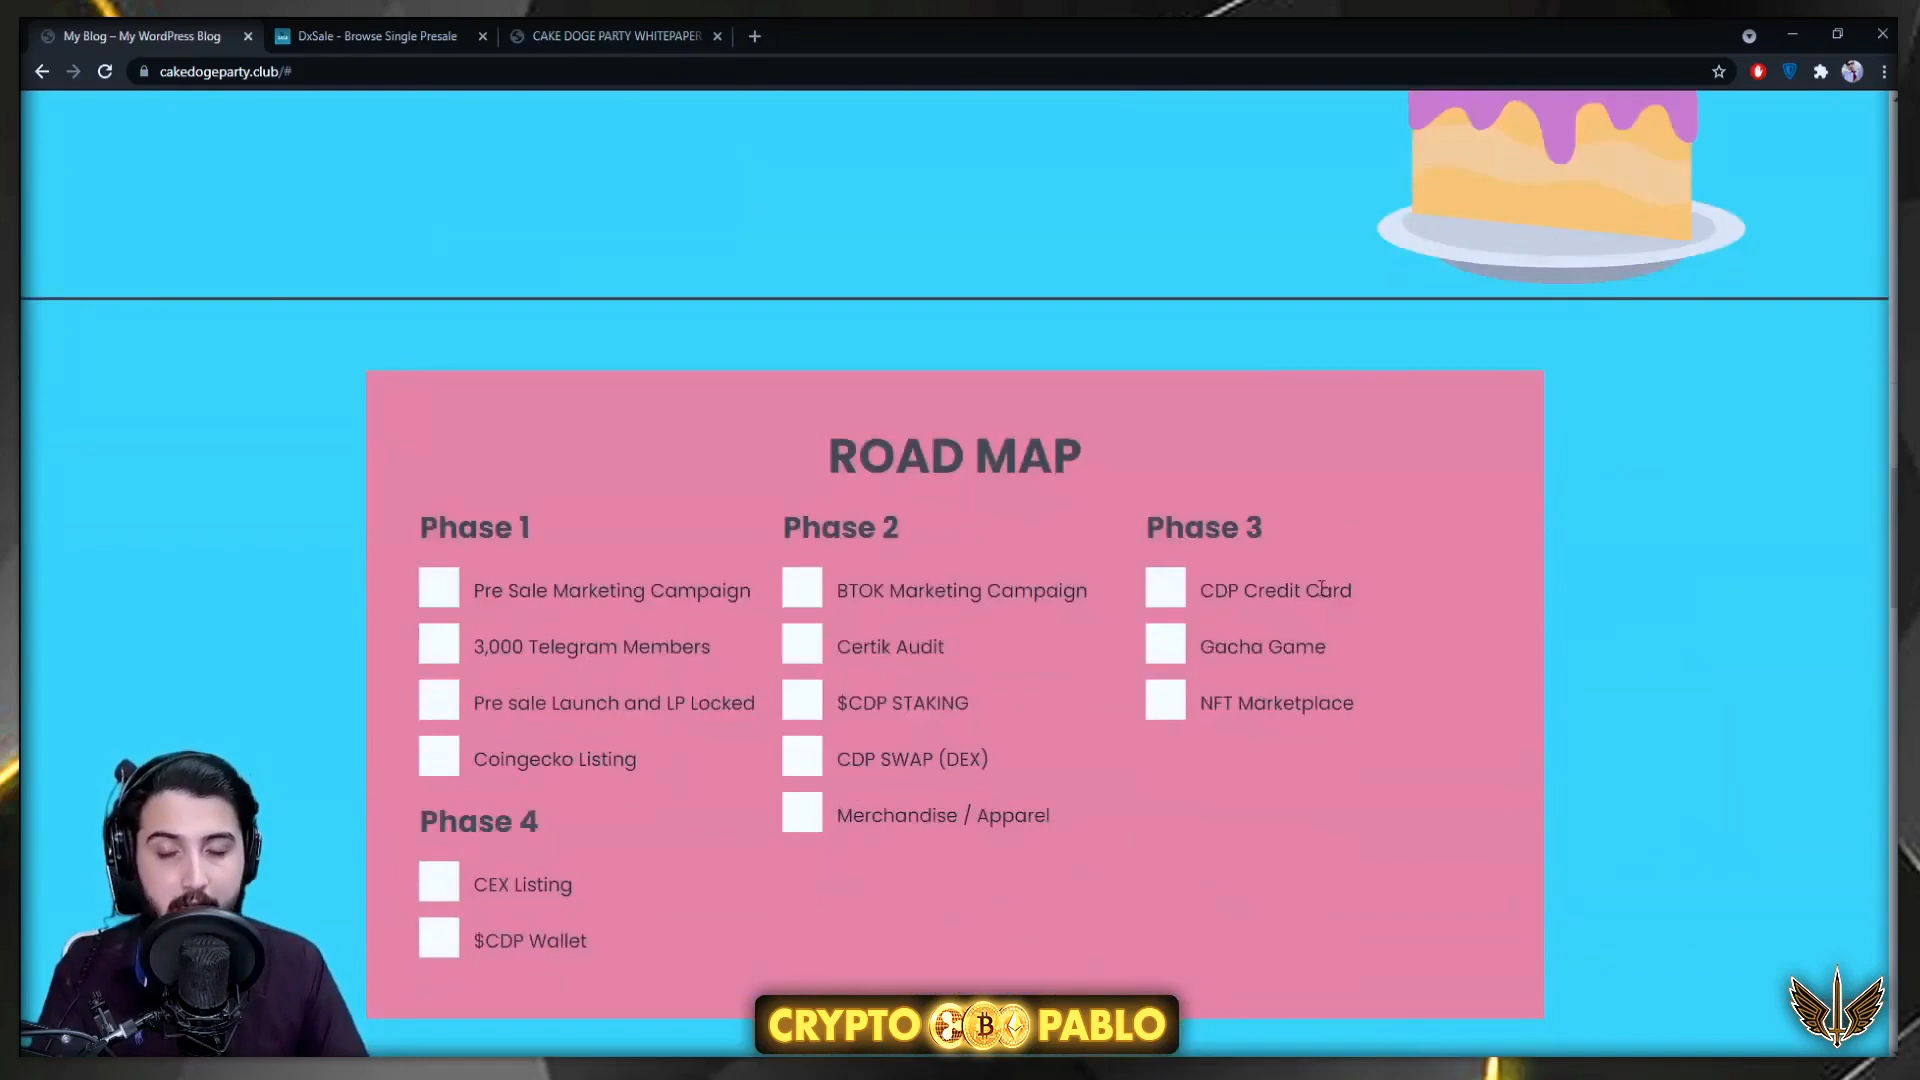 My Blog – My WordPress Blog
DxSale - Browse Single Presale
CAKE DOGE PARTY WHITEPAPER
cakedogeparty.club/#
ROAD MAP
Phase 1
Pre Sale Marketing Campaign
3,000 Telegram Members
Pre sale Launch and LP Locked
Coingecko Listing
Phase 4
CEX Listing
$CDP Wallet
Phase 2
BTOK Marketing Campaign
Certik Audit
$CDP STAKING
CDP SWAP (DEX)
Merchandise / Apparel
Phase 3
CDP Credit Card
Gacha Game
NFT Marketplace
CRYPTO PABLO